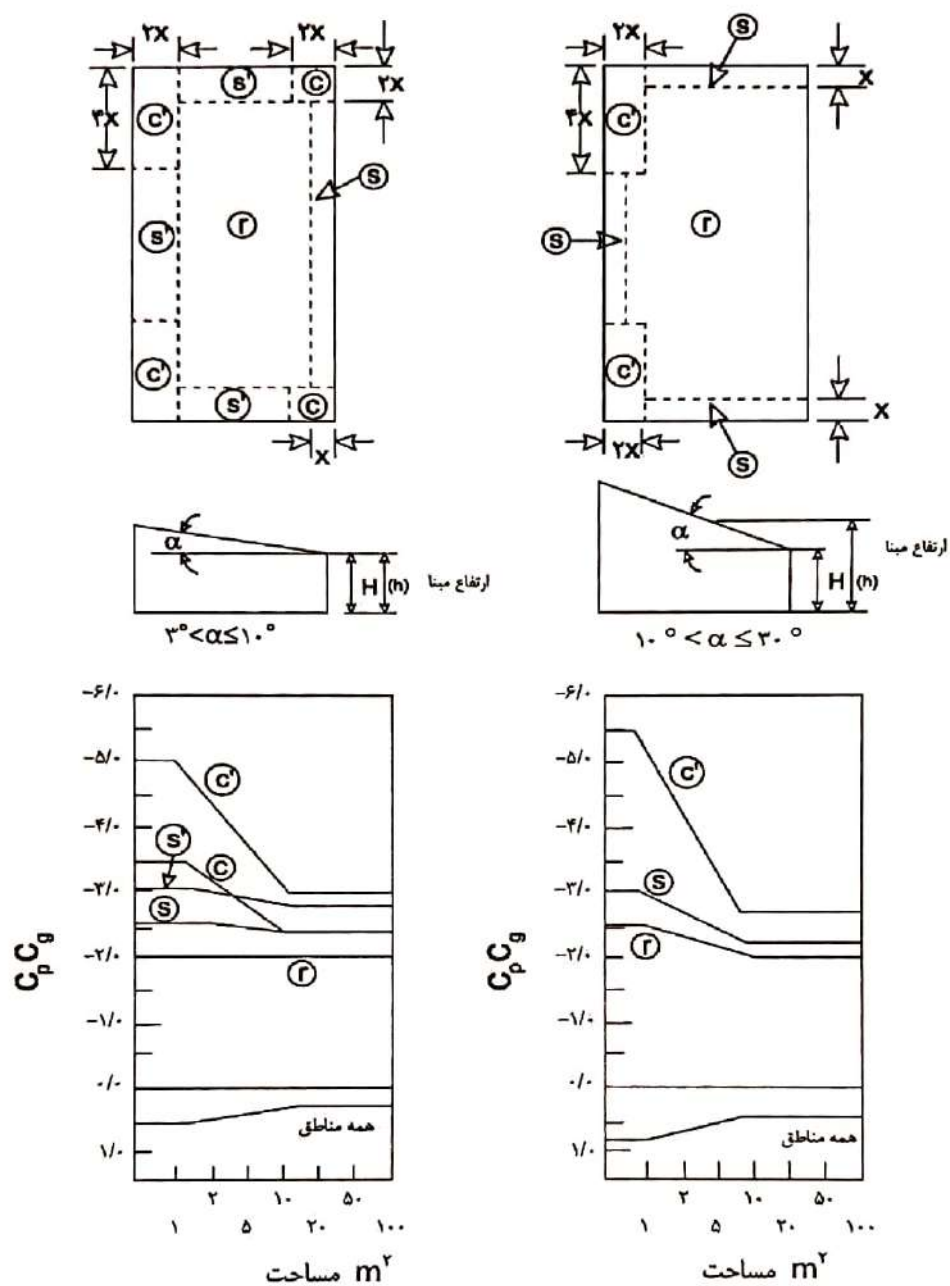 ۲X ۲X
s' C
۲X
۴X
c'
S
s' r
c'
s' C
X
α
H (h) ارتفاع مبنا
۳°<α≤۱۰°
۲X S
X
۴X
c'
S r
c'
X
۲X S
α
H (h) ارتفاع مبنا
۱۰° < α ≤ ۳۰°
CpCg
-۶/۰
-۵/۰
-۴/۰
-۳/۰
-۲/۰
-۱/۰
۰/۰
۱/۰
c'
s' C
S
r
همه مناطق
۲ ۱۰ ۵۰
۱ ۵ ۲۰ ۱۰۰
مساحت m۲
CpCg
-۶/۰
-۵/۰
-۴/۰
-۳/۰
-۲/۰
-۱/۰
۰/۰
۱/۰
c'
S
r
همه مناطق
۲ ۱۰ ۵۰
۱ ۵ ۲۰ ۱۰۰
مساحت m۲